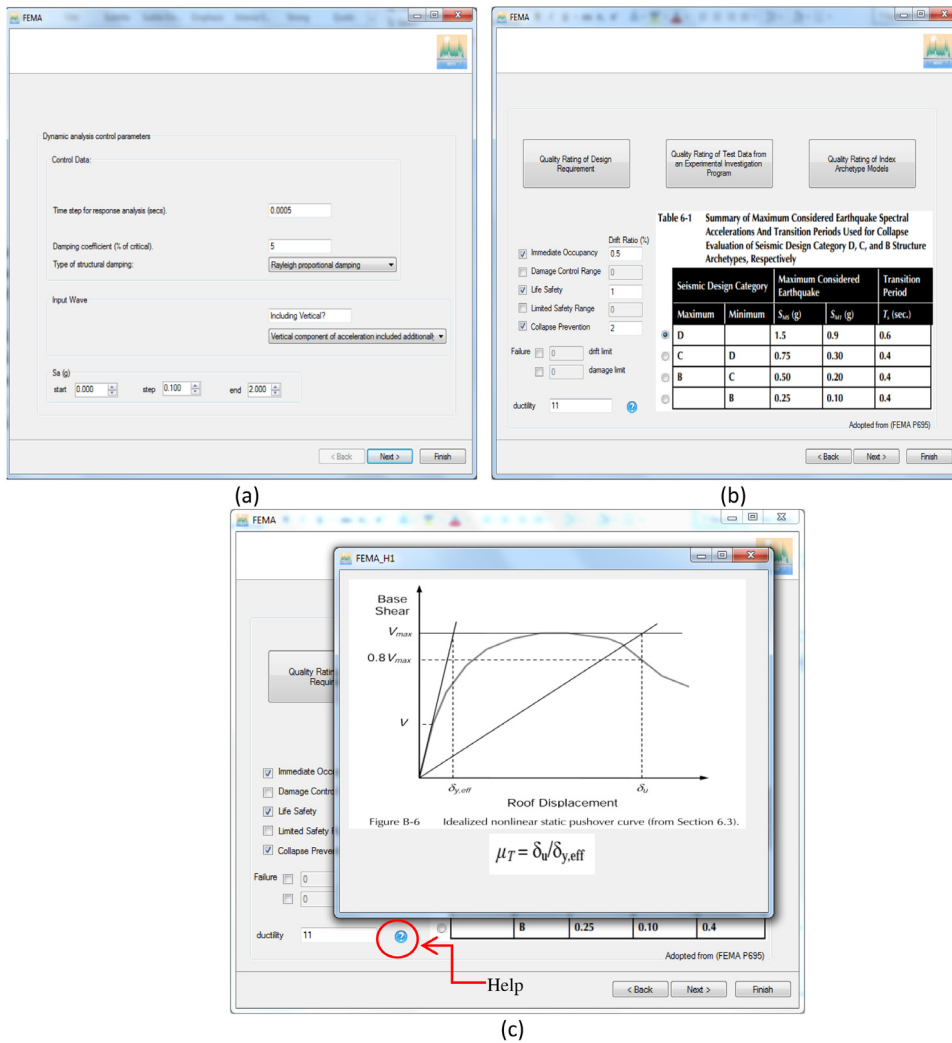 FEMA
Dynamic analysis control parameters
Control Data:
Time step for response analysis (secs).
0.0005
Damping coefficient (% of critical).
5
Type of structural damping:
Rayleigh proportional damping
Input Wave
Including Vertical?
Vertical component of acceleration included additionall
Sa (g)
start 0.000 step 0.100 end 2.000
< Back Next > Finish
(a)
FEMA
Quality Rating of Design
Requirement
Quality Rating of Test Data from
an Experimental Investigation
Program
Quality Rating of Index
Archetype Models
Drift Ratio (%)
Immediate Occupancy 0.5
Damage Control Range 0
Life Safety 1
Limited Safety Range 0
Collapse Prevention 2
Failure 0 drift limit
0 damage limit
ductility 11
Table 6-1 Summary of Maximum Considered Earthquake Spectral
Accelerations And Transition Periods Used for Collapse
Evaluation of Seismic Design Category D, C, and B Structure
Archetypes, Respectively
Seismic Design Category Maximum Considered Earthquake Transition Period
Maximum Minimum S_MS (g) S_M1 (g) T_s (sec.)
D 1.5 0.9 0.6
C D 0.75 0.30 0.4
B C 0.50 0.20 0.4
B 0.25 0.10 0.4
Adopted from (FEMA P695)
< Back Next > Finish
(b)
FEMA
FEMA_H1
Base
Shear
V_max
0.8V_max
V
δ_y,eff
δ_u
Roof Displacement
Figure B-6 Idealized nonlinear static pushover curve (from Section 6.3).
μ_T = δ_u/δ_y,eff
Quality Ratin
Requir
Immediate Occ
Damage Contro
Life Safety
Limited Safety F
Collapse Preve
Failure 0
0
ductility 11
B 0.25 0.10 0.4
Adopted from (FEMA P695)
Help
< Back Next > Finish
(c)